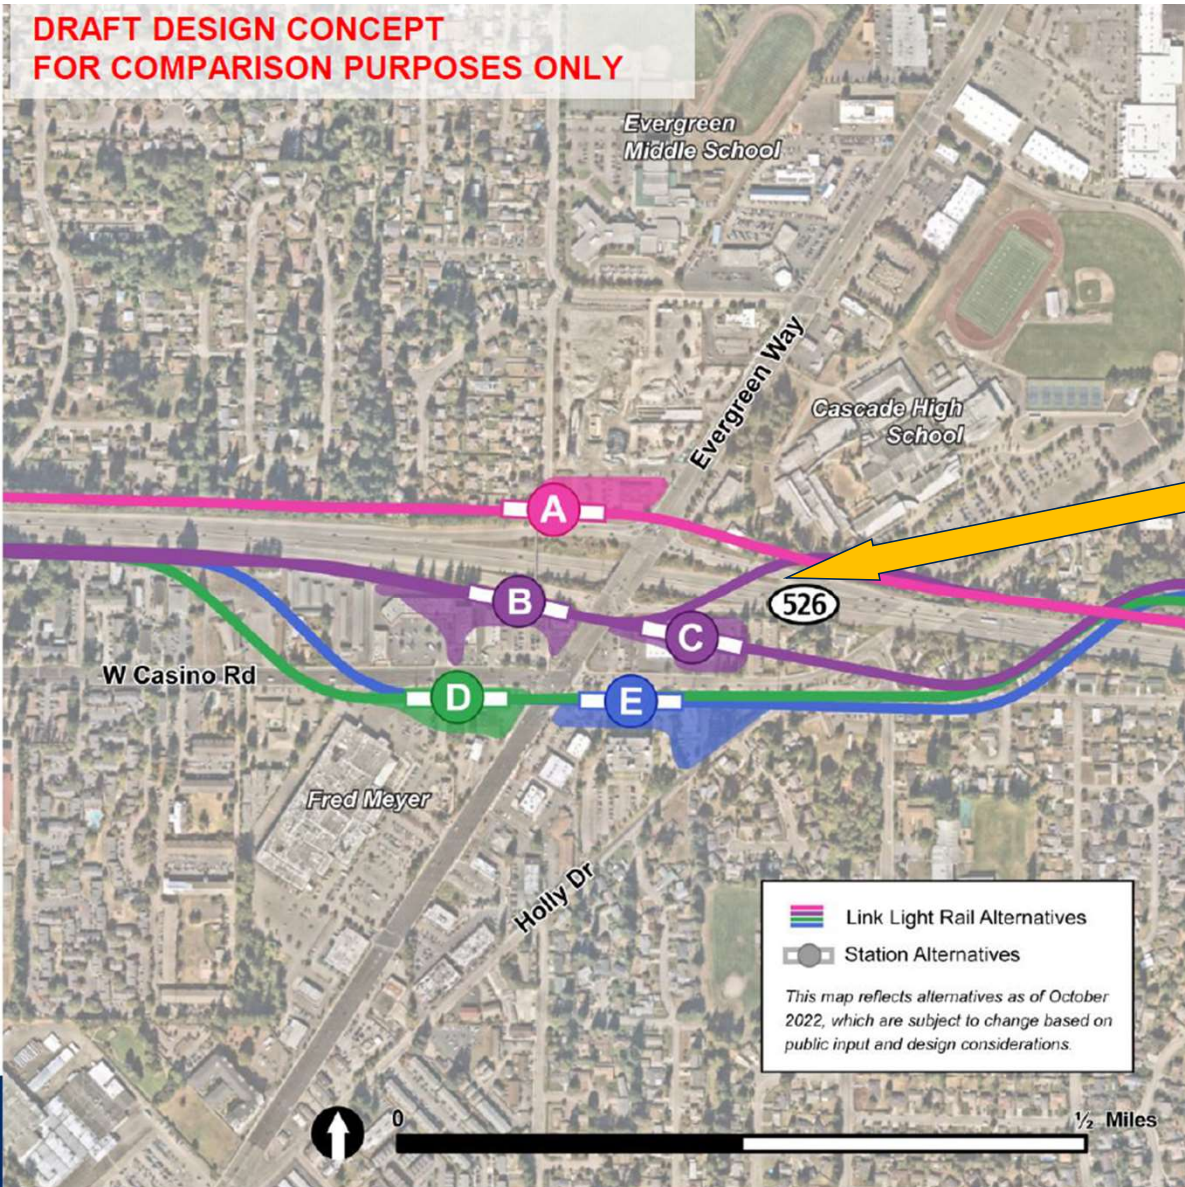 DRAFT DESIGN CONCEPT
FOR COMPARISON PURPOSES ONLY
Evergreen
Middle School
Evergreen Way
Cascade High
School
A
B
526
C
W Casino Rd
D
E
Fred Meyer
Holly Dr
Link Light Rail Alternatives
Station Alternatives
This map reflects alternatives as of October
2022, which are subject to change based on
public input and design considerations.
0
½ Miles